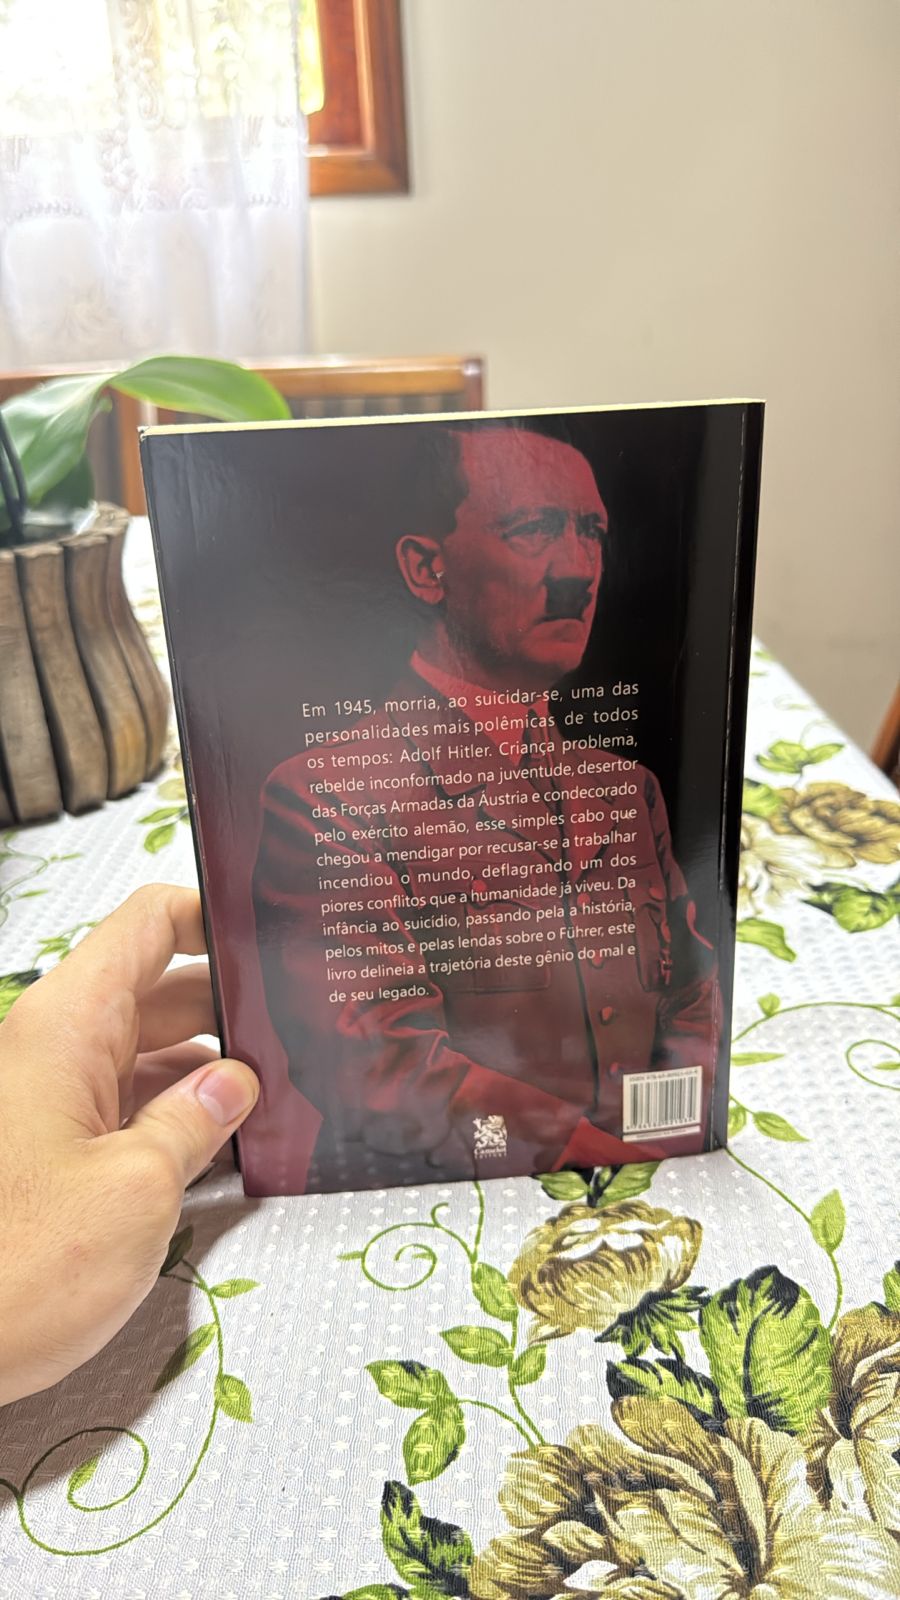 Em 1945, morria, ao suicidar-se, uma das
personalidades mais polêmicas de todos
os tempos: Adolf Hitler. Criança problema,
rebelde inconformado na juventude, desertor
das Forças Armadas da Áustria e condecorado
pelo exército alemão, esse simples cabo que
chegou a mendigar por recusar-se a trabalhar
incendiou o mundo, deflagrando um dos
piores conflitos que a humanidade já viveu. Da
infância ao suicídio, passando pela a história,
pelos mitos e pelas lendas sobre o Führer, este
livro delineia a trajetória deste gênio do mal e
de seu legado.
Camelot
EDITORA